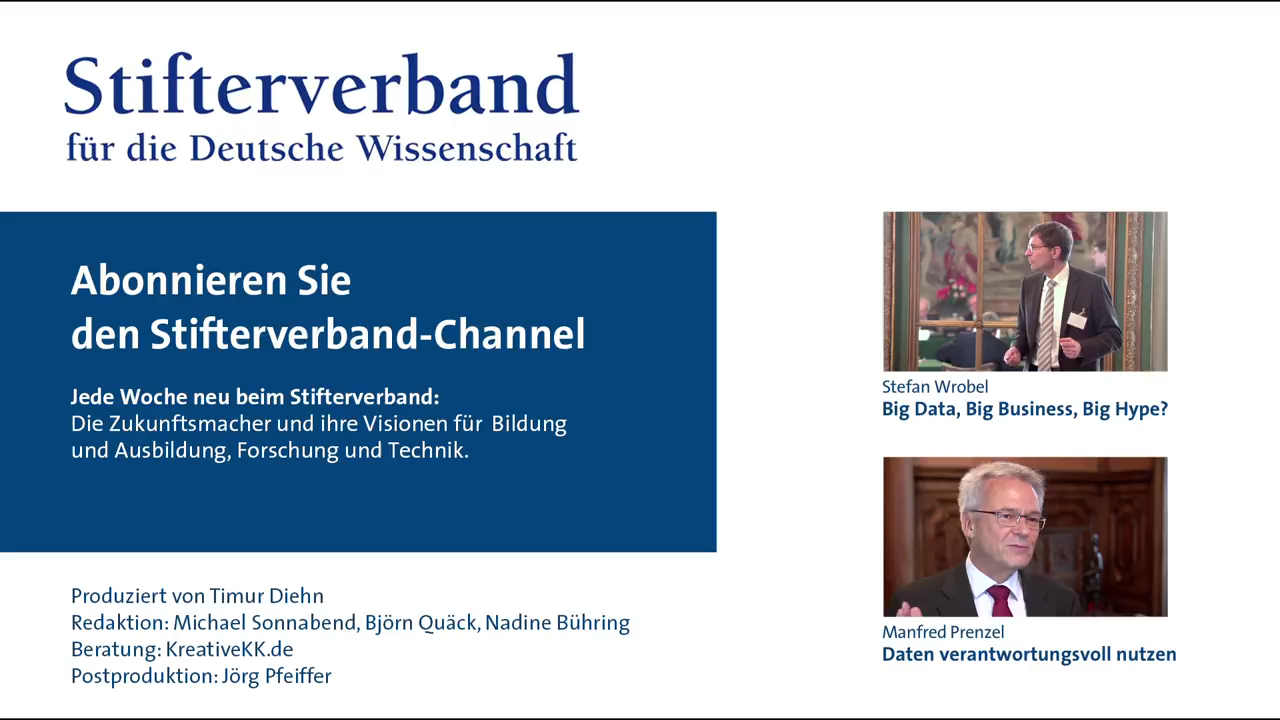 Stifterverband
für die Deutsche Wissenschaft
Abonnieren Sie
den Stifterverband-Channel
Jede Woche neu beim Stifterverband:
Die Zukunftsmacher und ihre Visionen für Bildung
und Ausbildung, Forschung und Technik.
Produziert von Timur Diehn
Redaktion: Michael Sonnabend, Björn Quäck, Nadine Bühring
Beratung: KreativeKK.de
Postproduktion: Jörg Pfeiffer
Stefan Wrobel
Big Data, Big Business, Big Hype?
Manfred Prenzel
Daten verantwortungsvoll nutzen